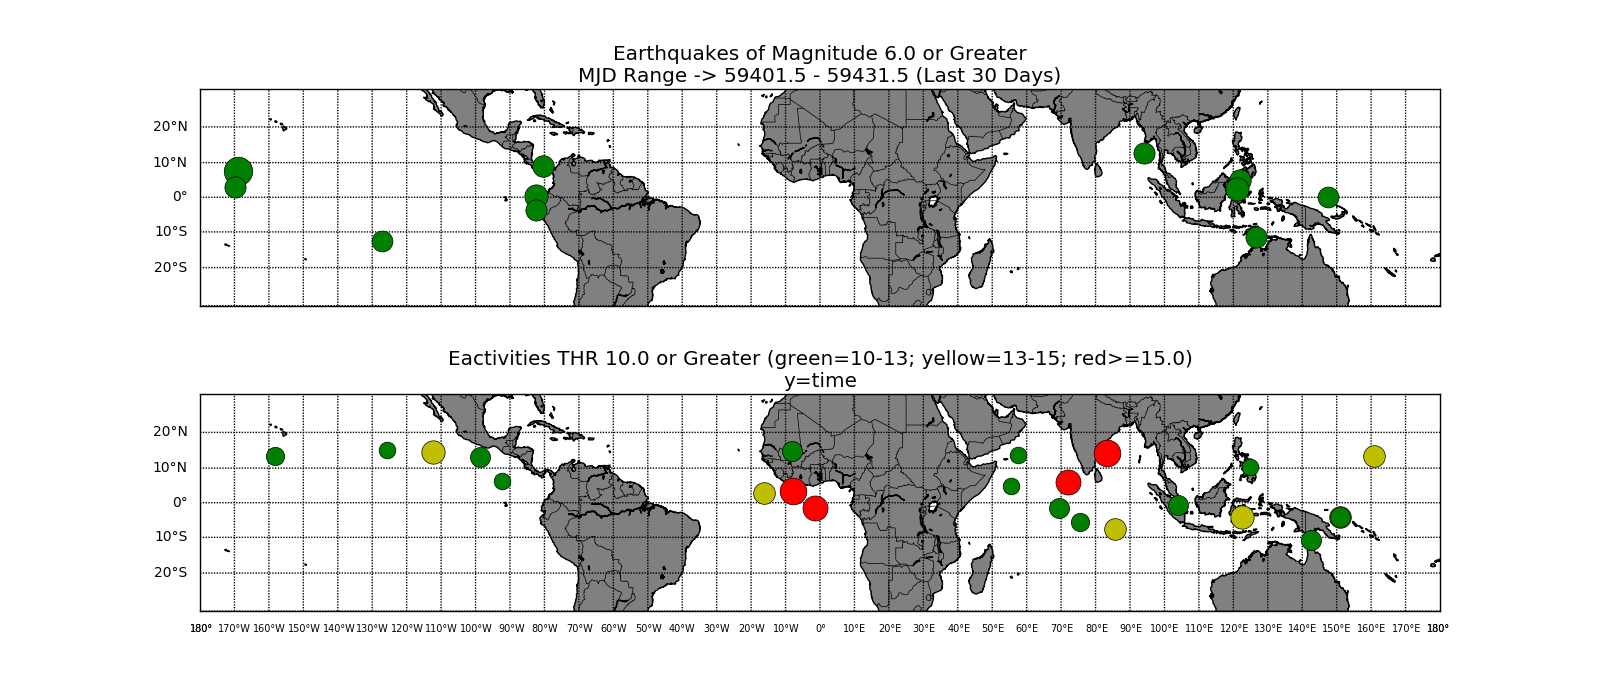 Earthquakes of Magnitude 6.0 or Greater
MJD Range -> 59401.5 - 59431.5 (Last 30 Days)
20°N
10°N
0°
10°S
20°S
Eactivities THR 10.0 or Greater (green=10-13; yellow=13-15; red>=15.0)
y=time
20°N
10°N
0°
10°S
20°S
180° 170°W 160°W 150°W 140°W 130°W 120°W 110°W 100°W 90°W 80°W 70°W 60°W 50°W 40°W 30°W 20°W 10°W 0° 10°E 20°E 30°E 40°E 50°E 60°E 70°E 80°E 90°E 100°E 110°E 120°E 130°E 140°E 150°E 160°E 170°E 180°